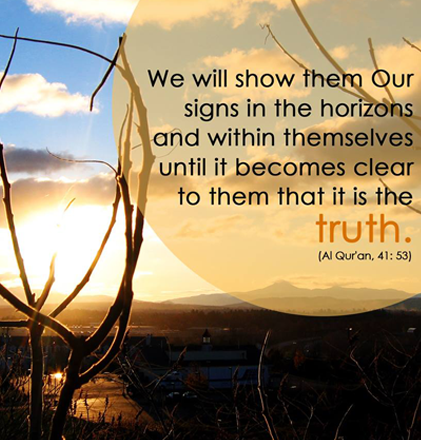 We will show them Our
signs in the horizons
and within themselves
until it becomes clear
to them that it is the
truth.
(Al Qur'an, 41: 53)